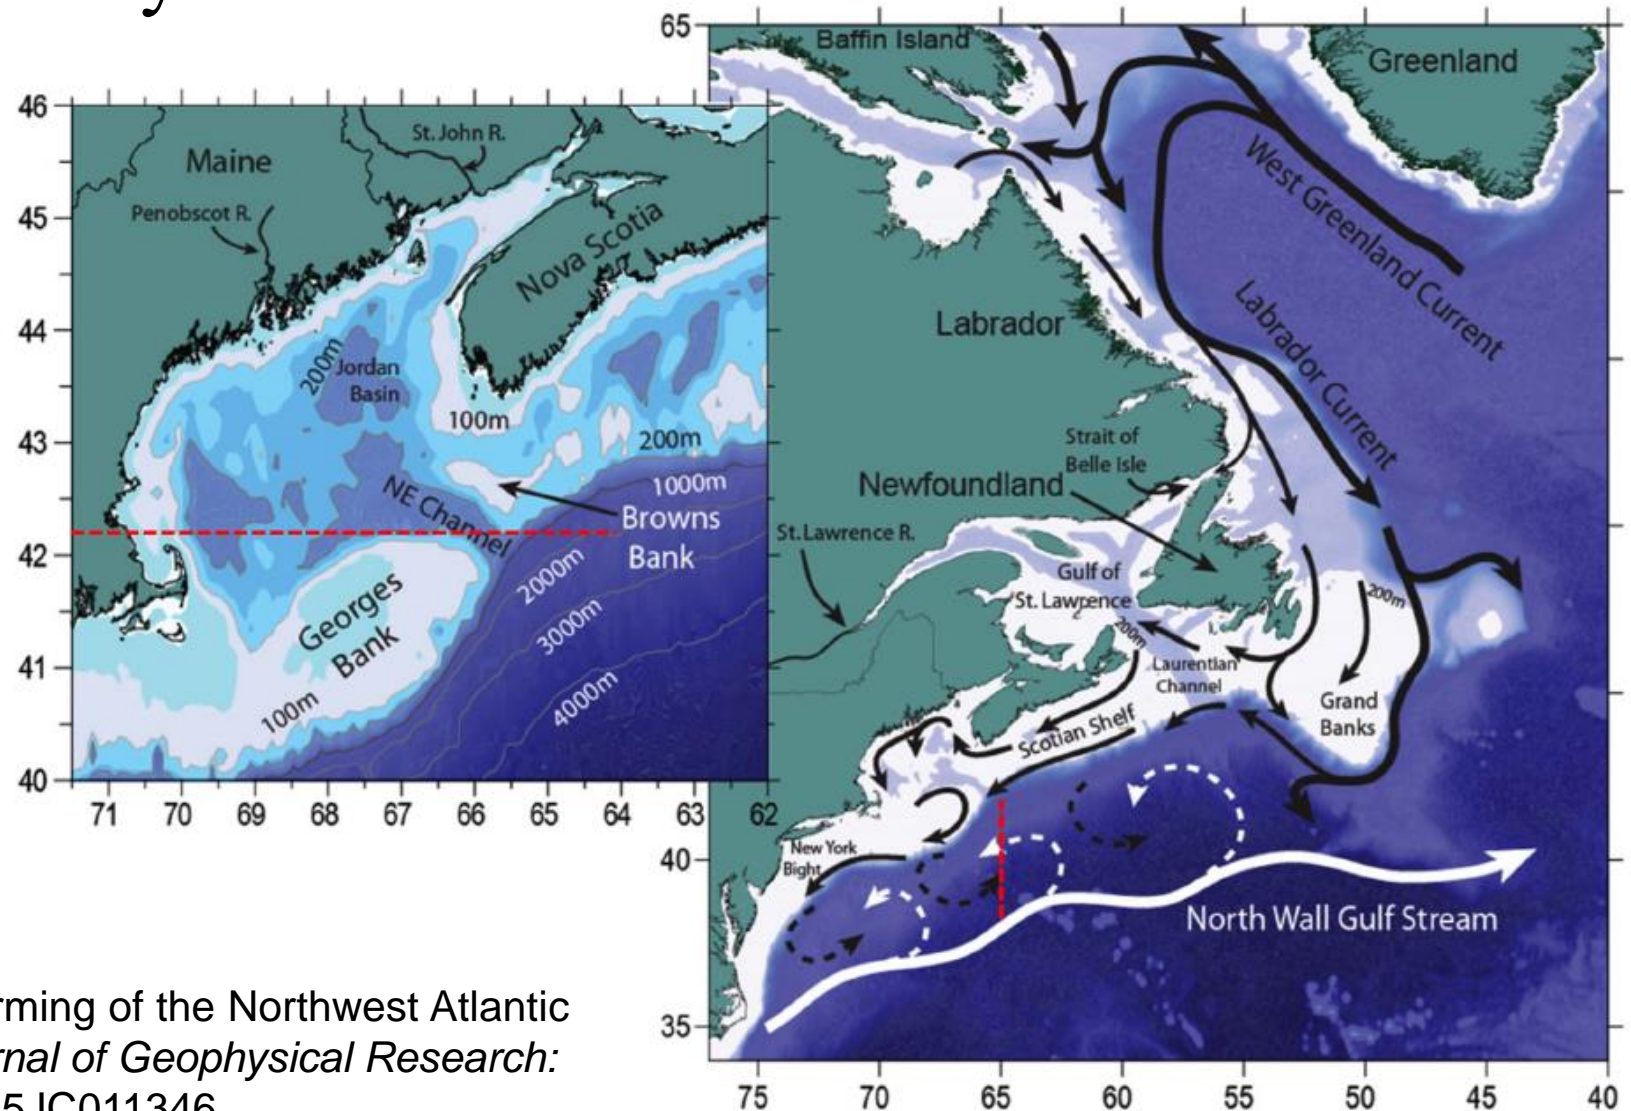 65
Baffin Island
Greenland
West Greenland Current
Labrador Current
Labrador
Strait of
Belle Isle
Newfoundland
St. Lawrence R.
Gulf of
St. Lawrence
200m
200m
Laurentian
Channel
Grand
Banks
Scotian Shelf
New York
Bight
North Wall Gulf Stream
40
35
75 70 65 60 55 50 45 40
46
45
44
43
42
41
40
Maine
St. John R.
Penobscot R.
Nova Scotia
200m
Jordan
Basin
100m
200m
1000m
NE Channel
Browns
Bank
2000m
3000m
4000m
Georges
Bank
100m
71 70 69 68 67 66 65 64 63 62
rming of the Northwest Atlantic
rnal of Geophysical Research:
5JC011346